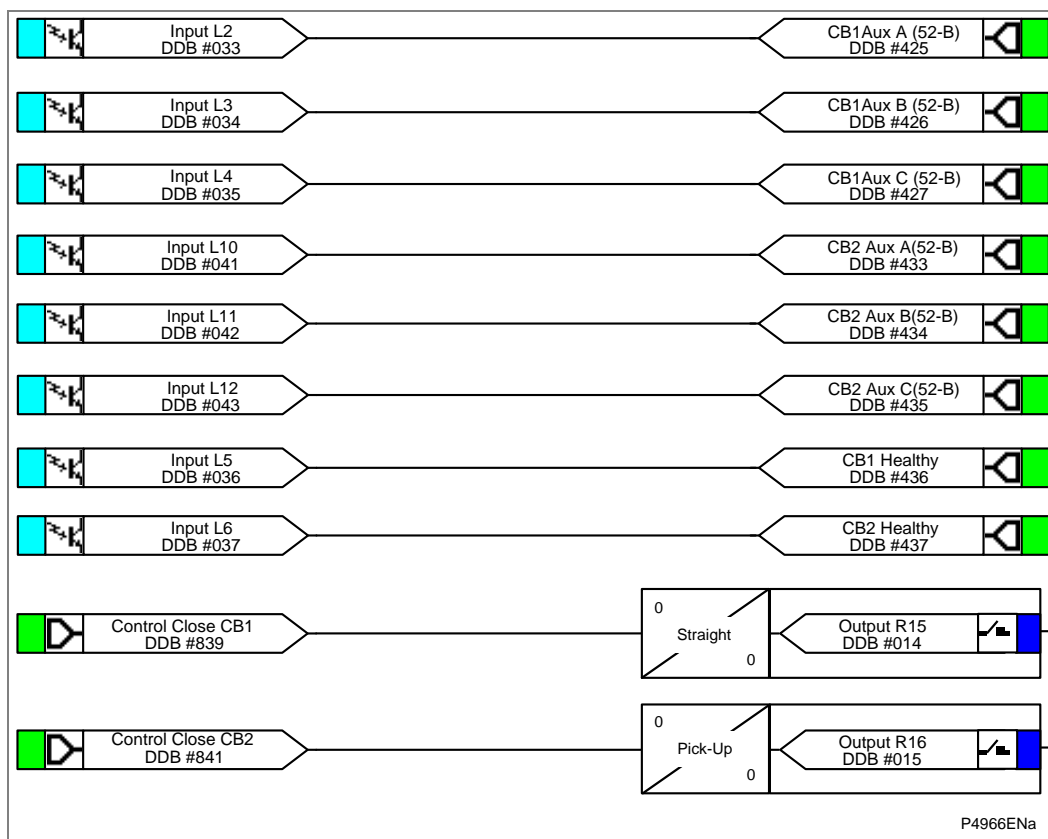 Input L2
DDB #033
CB1Aux A (52-B)
DDB #425
Input L3
DDB #034
CB1Aux B (52-B)
DDB #426
Input L4
DDB #035
CB1Aux C (52-B)
DDB #427
Input L10
DDB #041
CB2 Aux A(52-B)
DDB #433
Input L11
DDB #042
CB2 Aux B(52-B)
DDB #434
Input L12
DDB #043
CB2 Aux C(52-B)
DDB #435
Input L5
DDB #036
CB1 Healthy
DDB #436
Input L6
DDB #037
CB2 Healthy
DDB #437
Control Close CB1
DDB #839
0
Straight
0
Output R15
DDB #014
Control Close CB2
DDB #841
0
Pick-Up
0
Output R16
DDB #015
P4966ENa